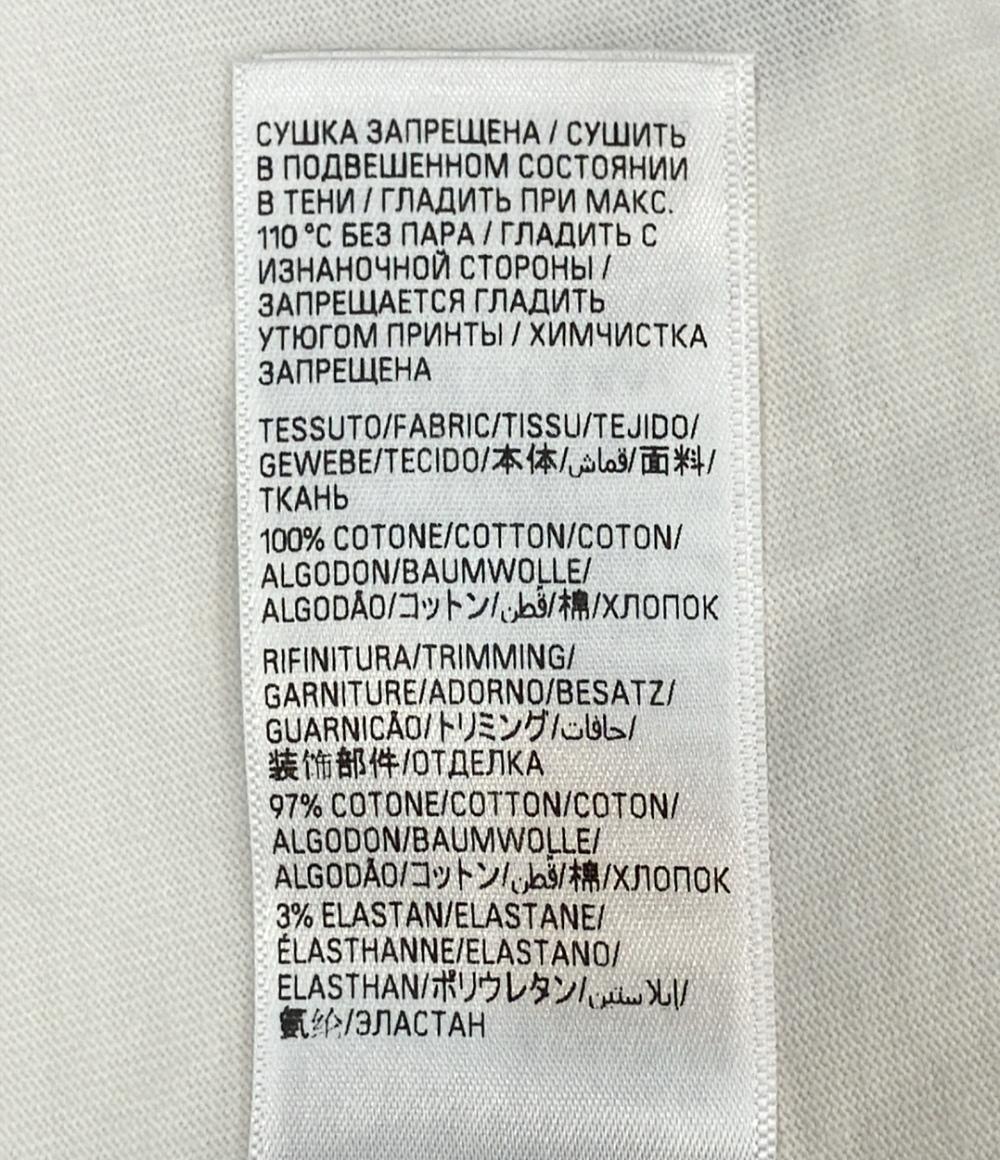 СУШКА ЗАПРЕЩЕНА / СУШИТЬ
В ПОДВЕШЕННОМ СОСТОЯНИИ
В ТЕНИ / ГЛАДИТЬ ПРИ МАКС.
110 °C БЕЗ ПАРА / ГЛАДИТЬ С
ИЗНАНОЧНОЙ СТОРОНЫ /
ЗАПРЕЩАЕТСЯ ГЛАДИТЬ
УТЮГОМ ПРИНТЫ / ХИМЧИСТКА
ЗАПРЕЩЕНА
TESSUTO/FABRIC/TISSU/TEJIDO/
GEWEBE/TECIDO/本体/قماش/面料/
ТКАНЬ
100% COTONE/COTTON/COTON/
ALGODON/BAUMWOLLE/
ALGODÃO/コットン/قطن/棉/ХЛОПОК
RIFINITURA/TRIMMING/
GARNITURE/ADORNO/BESATZ/
GUARNICÃO/トリミング/حافات/
装饰部件/ОТДЕЛКА
97% COTONE/COTTON/COTON/
ALGODON/BAUMWOLLE/
ALGODÃO/コットン/قطن/棉/ХЛОПОК
3% ELASTAN/ELASTANE/
ÉLASTHANNE/ELASTANO/
ELASTHAN/ポリウレタン/إيلاستين/
氨纶/ЭЛАСТАН